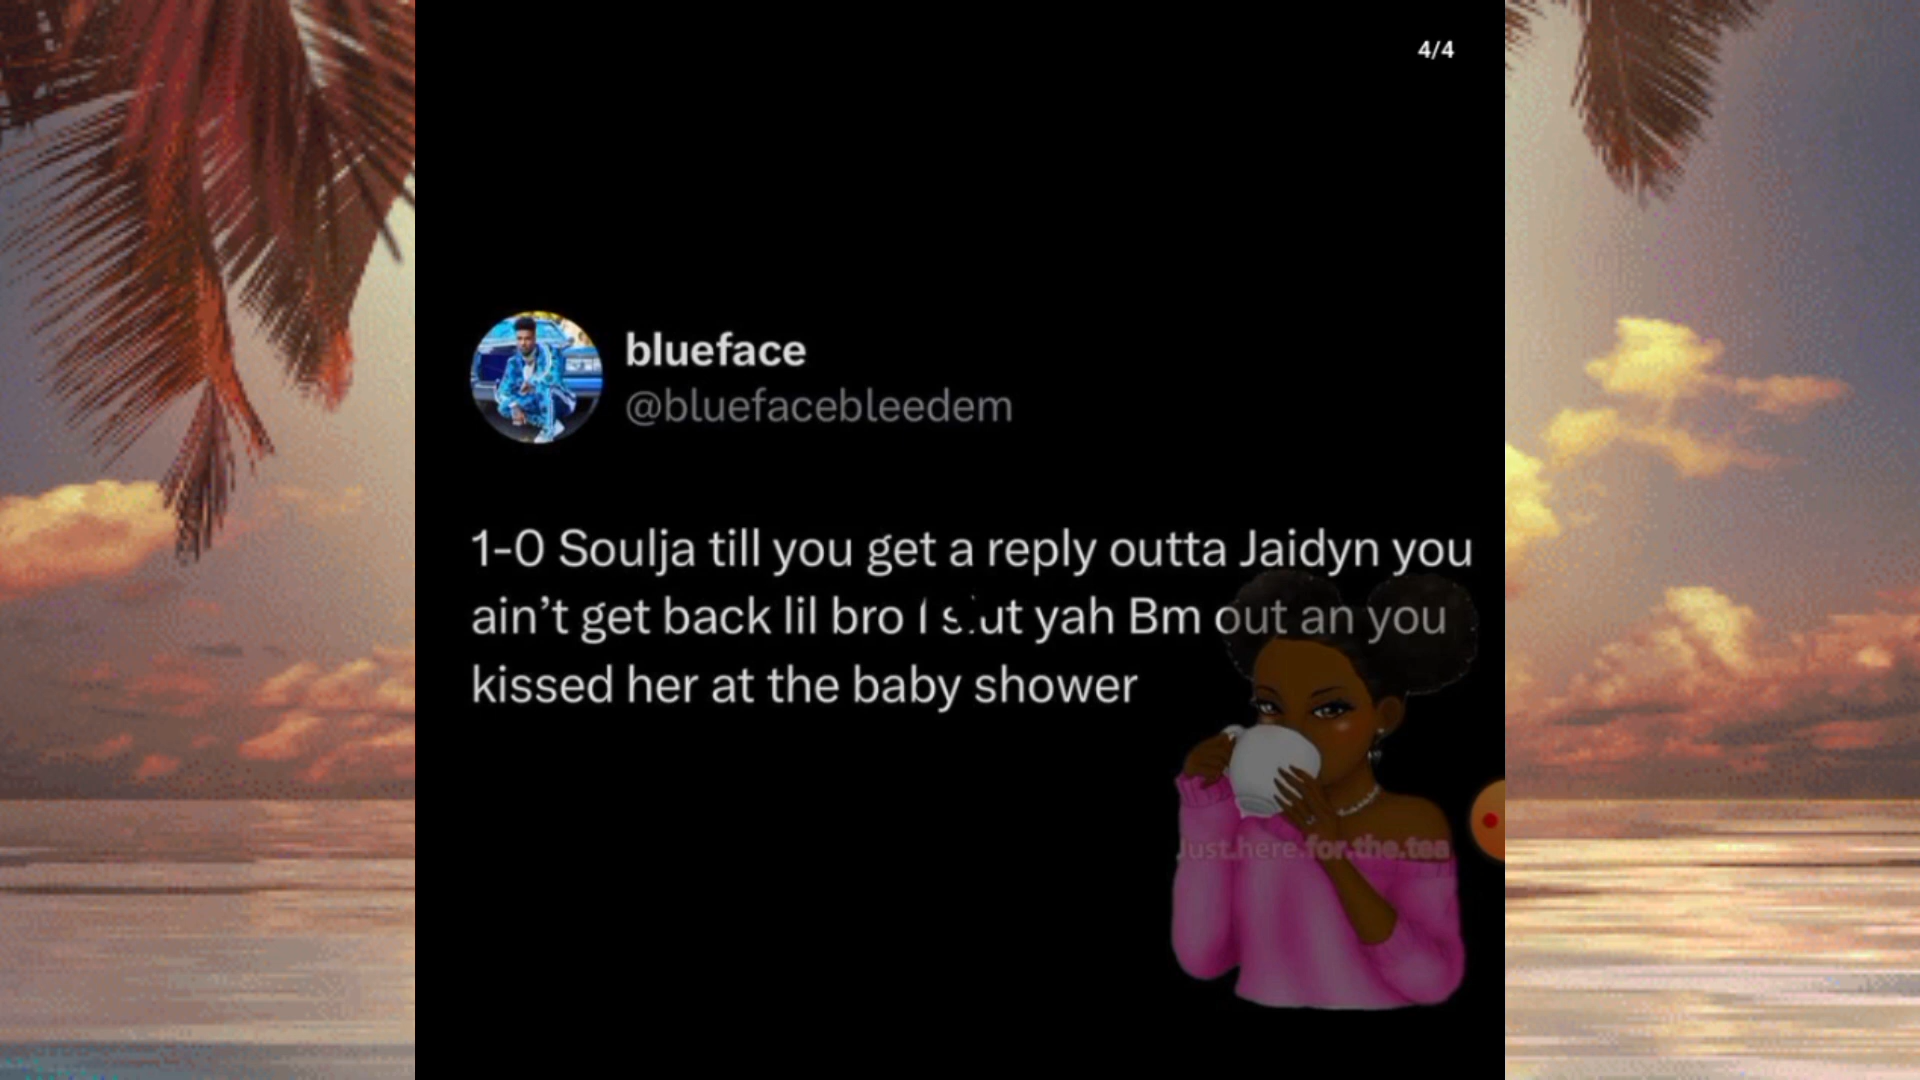 4/4
blueface
@bluefacebleedem
1-0 Soulja till you get a reply outta Jaidyn you
ain’t get back lil bro I s.ut yah Bm out an you
kissed her at the baby shower
Just.here.for.the.tea